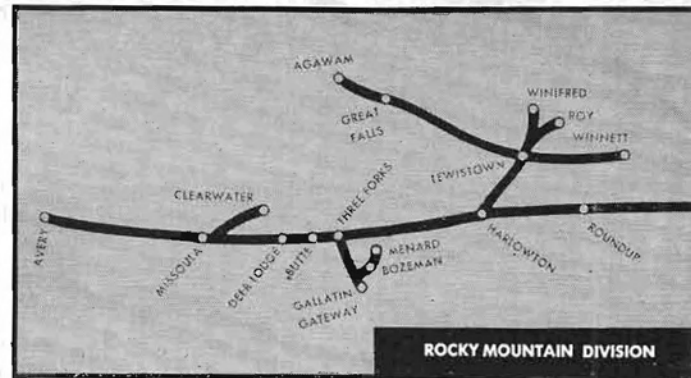 AGAWAM
GREAT
FALLS
WINIFRED
ROY
WINNETT
LEWISTOWN
CLEARWATER
THREE FORKS
AVERY
MISSOULA
DEER LODGE
BUTTE
MENARD
BOZEMAN
GALLATIN
GATEWAY
HARLOWTON
ROUNDUP
ROCKY MOUNTAIN DIVISION